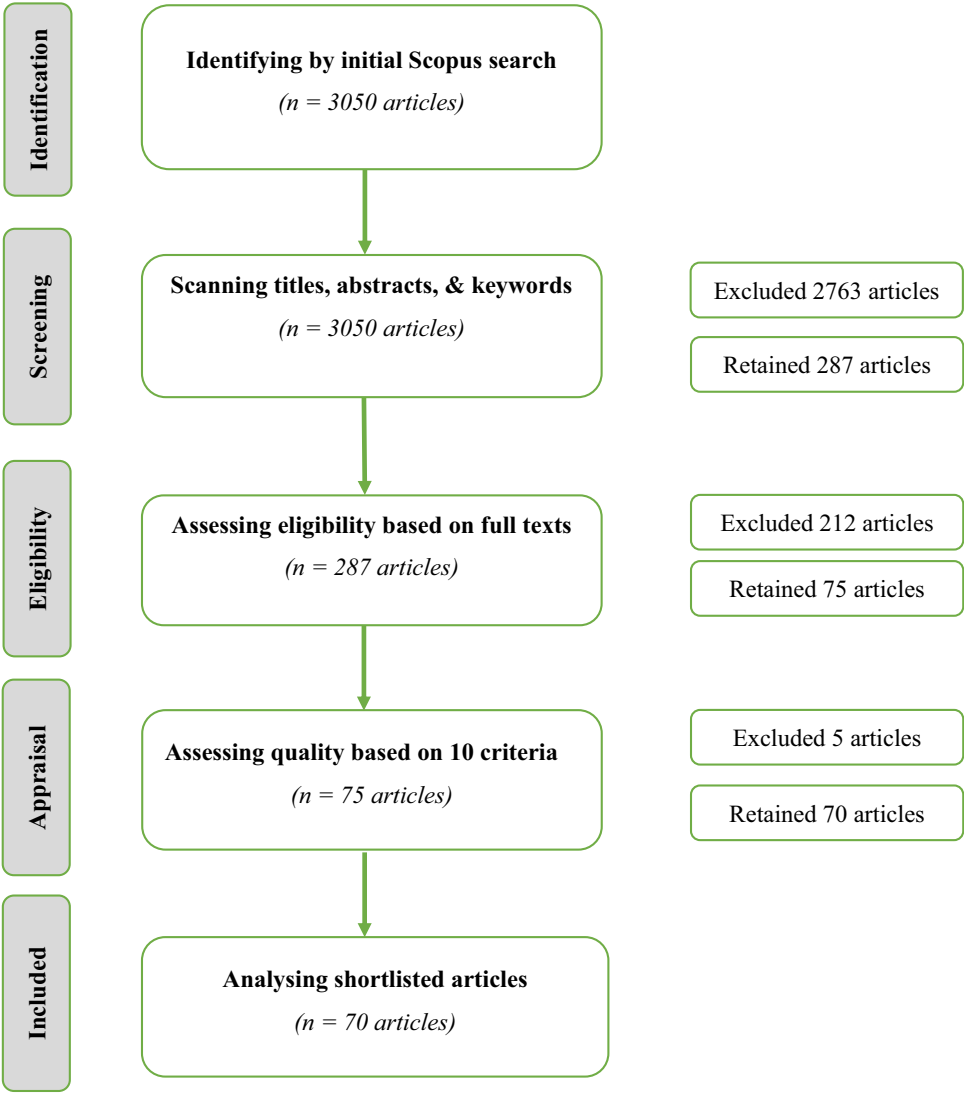 Identification
Identifying by initial Scopus search
(n = 3050 articles)
Screening
Scanning titles, abstracts, & keywords
(n = 3050 articles)
Excluded 2763 articles
Retained 287 articles
Eligibility
Assessing eligibility based on full texts
(n = 287 articles)
Excluded 212 articles
Retained 75 articles
Appraisal
Assessing quality based on 10 criteria
(n = 75 articles)
Excluded 5 articles
Retained 70 articles
Included
Analysing shortlisted articles
(n = 70 articles)